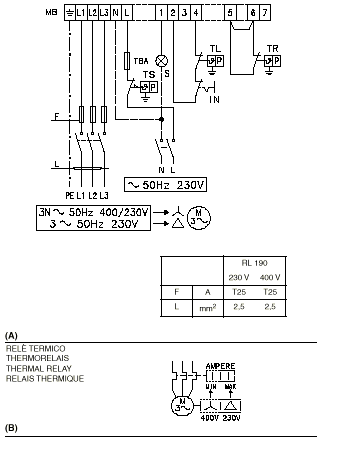 MB L1 L2 L3 N L 1 2 3 4 5 6 7
TL TR
T6A TS S P P P
IN
F
L
N L
PE L1 L2 L3
~ 50Hz 230V
3N ~ 50Hz 400/230V
3 ~ 50Hz 230V
M
3~
RL 190
230 V 400 V
F A T25 T25
L mm² 2,5 2,5
(A)
RELÈ TERMICO
THERMORELAIS
THERMAL RELAY
RELAIS THERMIQUE
AMPERE
MIN MAX
M
3~
400V 230V
(B)